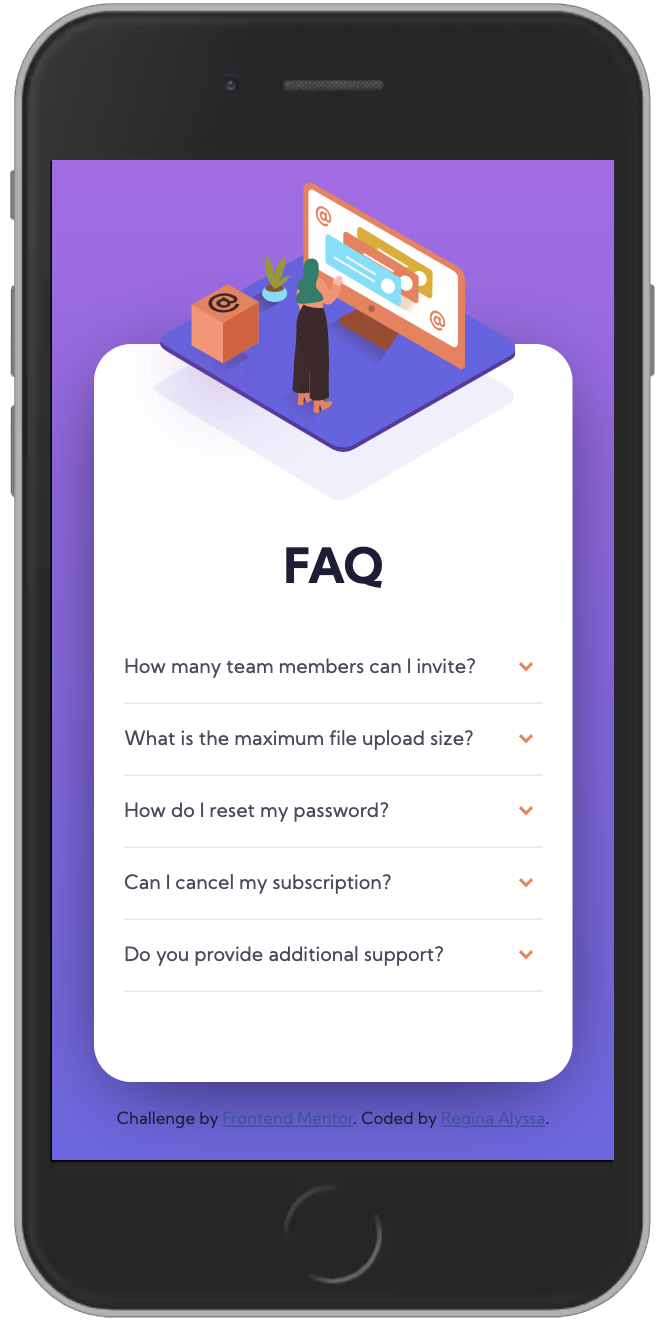 @
@
@
FAQ
How many team members can I invite?
What is the maximum file upload size?
How do I reset my password?
Can I cancel my subscription?
Do you provide additional support?
Challenge by Frontend Mentor. Coded by Regina Alyssa.